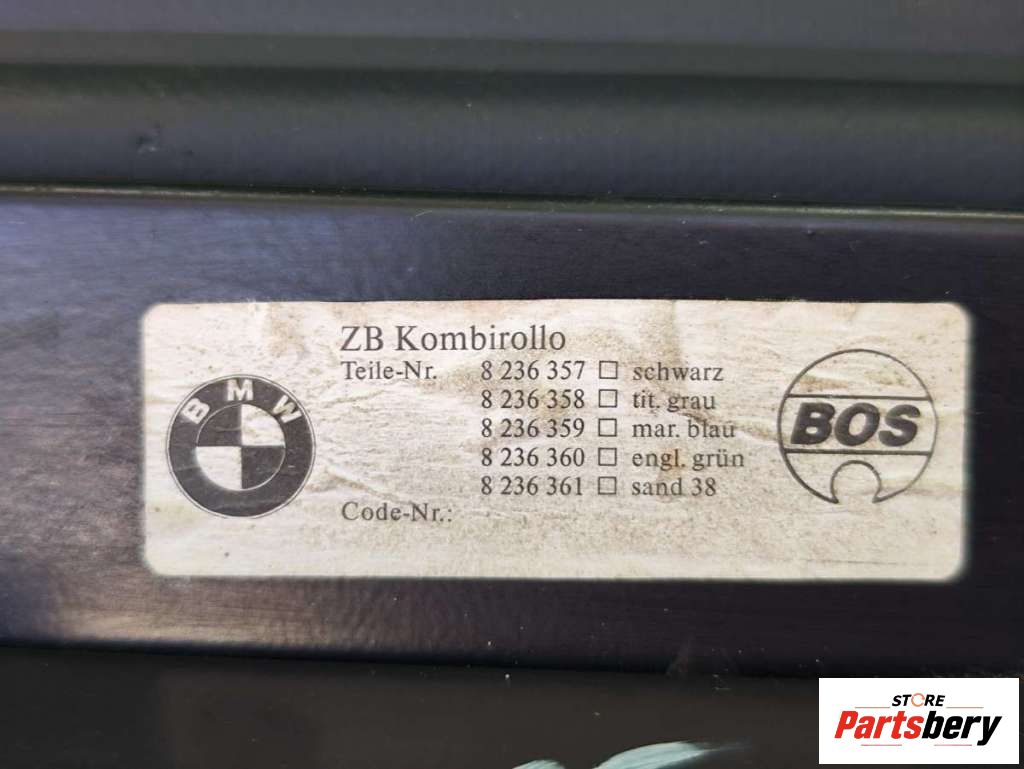 ZB Kombirollo
Teile-Nr. 8 236 357 □ schwarz
8 236 358 □ tit. grau
8 236 359 □ mar. blau
8 236 360 □ engl. grün
8 236 361 □ sand 38
Code-Nr.:
BMW
BOS
STORE
Partsbery